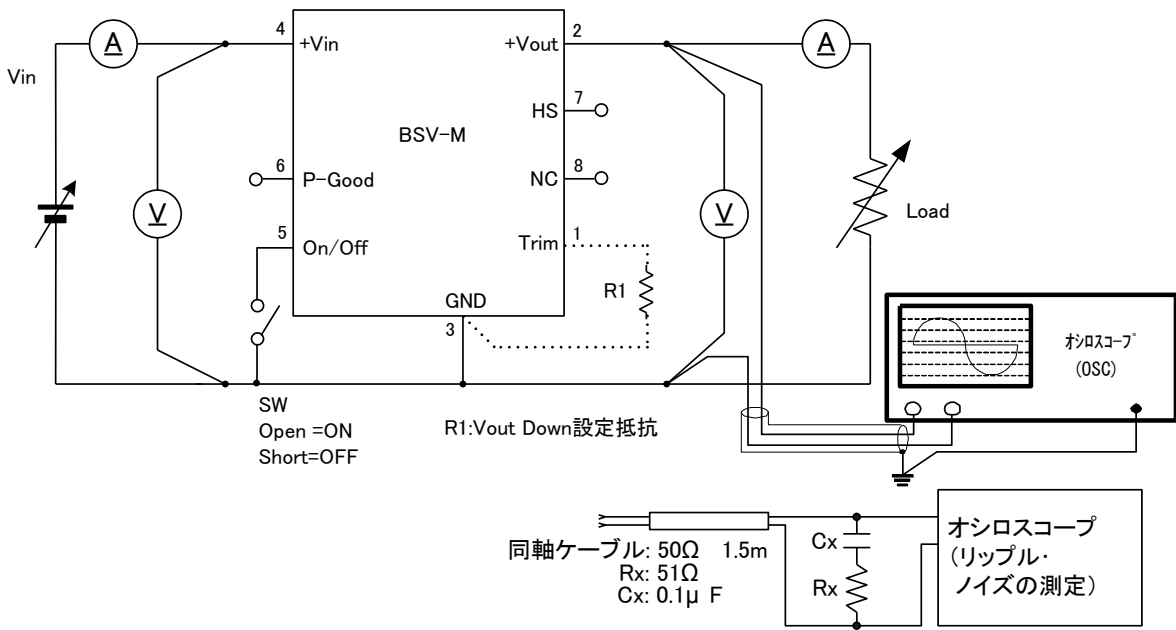 A
4
+Vin
+Vout
2
A
Vin
HS
7
BSV-M
6
P-Good
NC
8
V
V
Load
5
On/Off
Trim
1
R1
GND
3
オシロスコープ
(OSC)
SW
Open =ON
Short=OFF
R1:Vout Down設定抵抗
同軸ケーブル: 50Ω 1.5m
Rx: 51Ω
Cx: 0.1μ F
Cx
Rx
オシロスコープ
(リップル・
ノイズの測定)